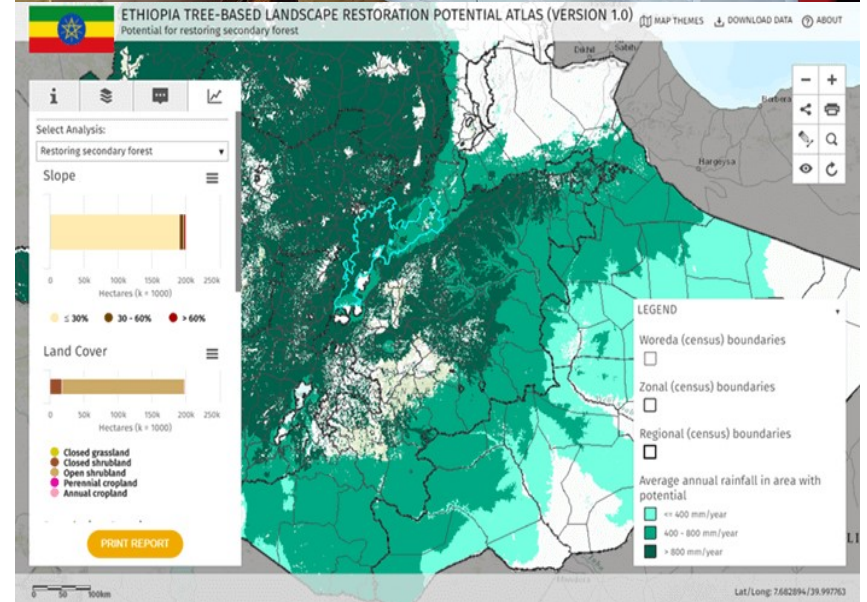 ETHIOPIA TREE-BASED LANDSCAPE RESTORATION POTENTIAL ATLAS (VERSION 1.0)
Potential for restoring secondary forest
MAP THEMES
DOWNLOAD DATA
ABOUT
Dikhil
Berbera
Hargeysa
Select Analysis:
Restoring secondary forest
Slope
0 50k 100k 150k 200k 250k
Hectares (k = 1000)
≤ 30% 30 - 60% > 60%
Land Cover
0 50k 100k 150k 200k 250k
Hectares (k = 1000)
Closed grassland
Closed shrubland
Open shrubland
Perennial cropland
Annual cropland
PRINT REPORT
LEGEND
Woreda (census) boundaries
Zonal (census) boundaries
Regional (census) boundaries
Average annual rainfall in area with
potential
<= 400 mm/year
400 - 800 mm/year
> 800 mm/year
0 50 100km
Lat/Long: 7.682894/39.997763